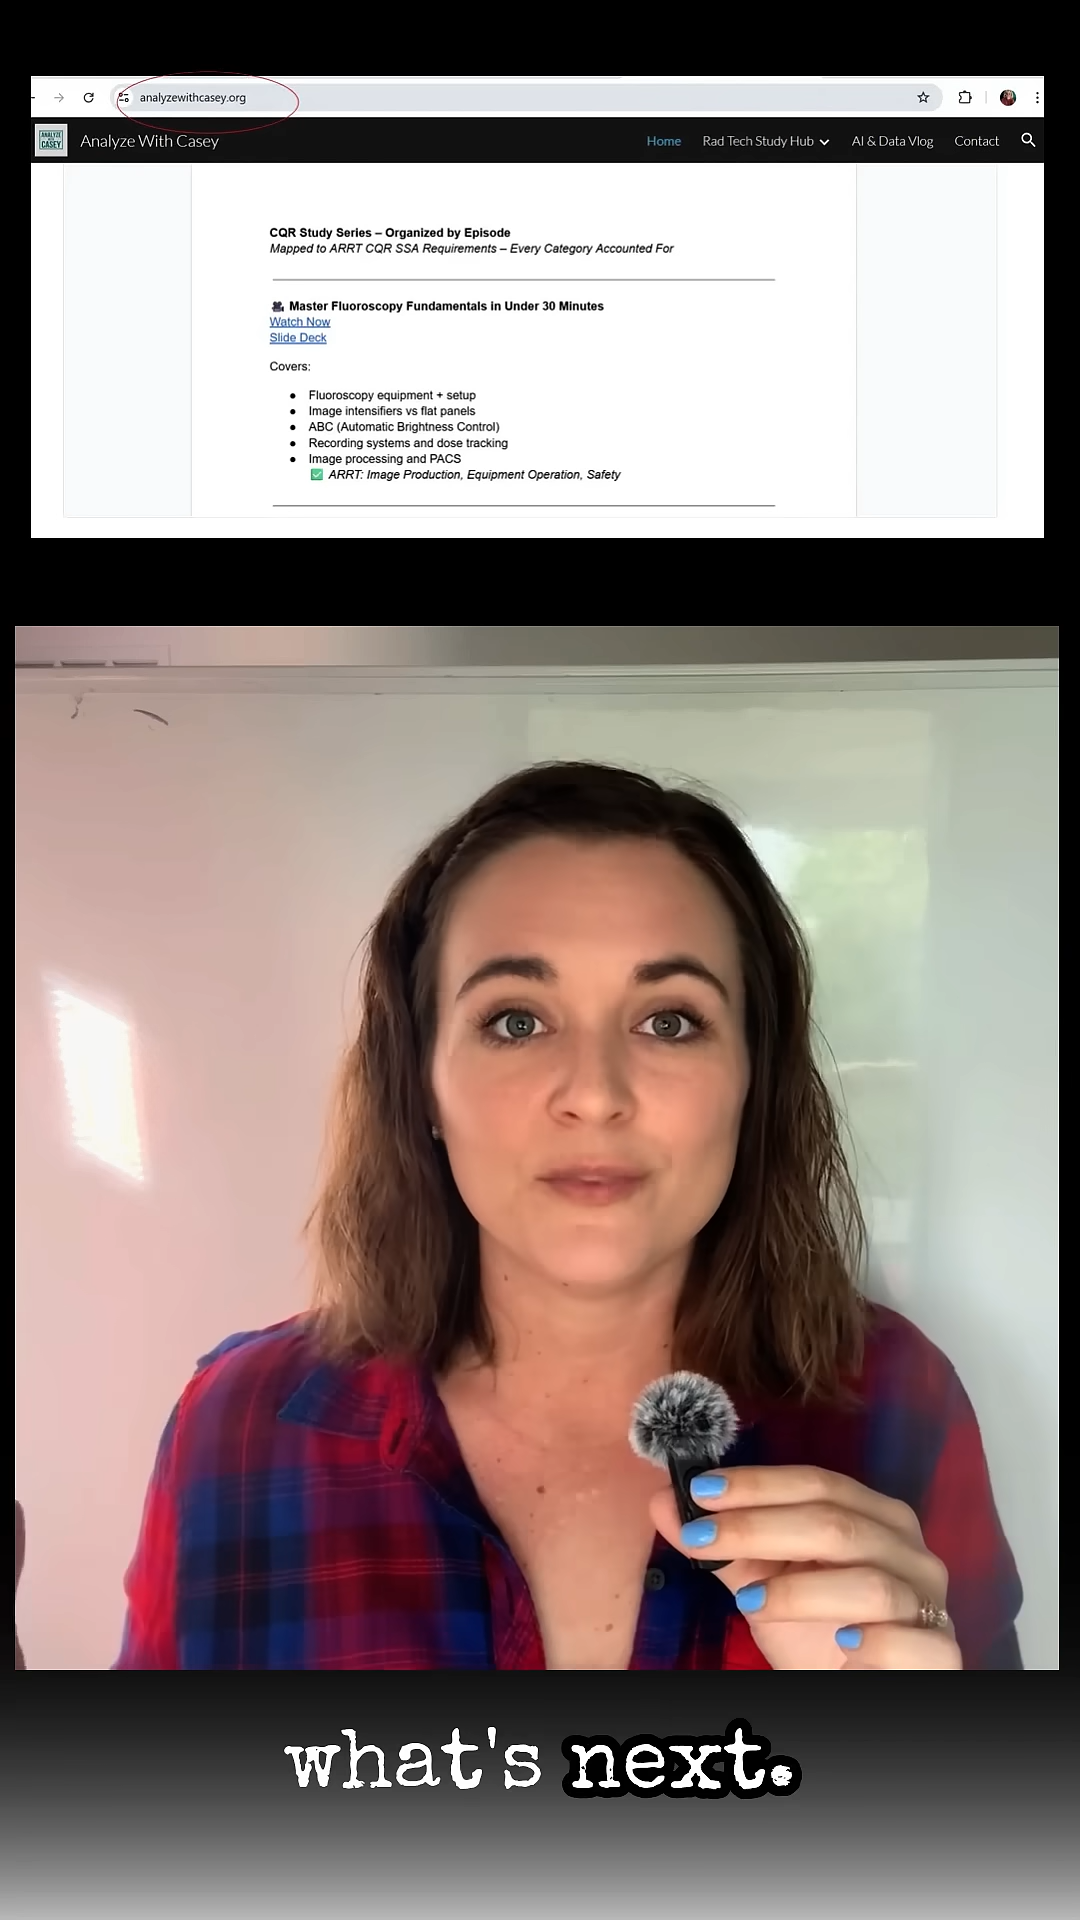 analyzewithcasey.org
ANALYZE WITH CASEY
Analyze With Casey
Home
Rad Tech Study Hub
AI & Data Vlog
Contact
CQR Study Series – Organized by Episode
Mapped to ARRT CQR SSA Requirements – Every Category Accounted For
Master Fluoroscopy Fundamentals in Under 30 Minutes
Watch Now
Slide Deck
Covers:
● Fluoroscopy equipment + setup
● Image intensifiers vs flat panels
● ABC (Automatic Brightness Control)
● Recording systems and dose tracking
● Image processing and PACS
✅ ARRT: Image Production, Equipment Operation, Safety
what's next.